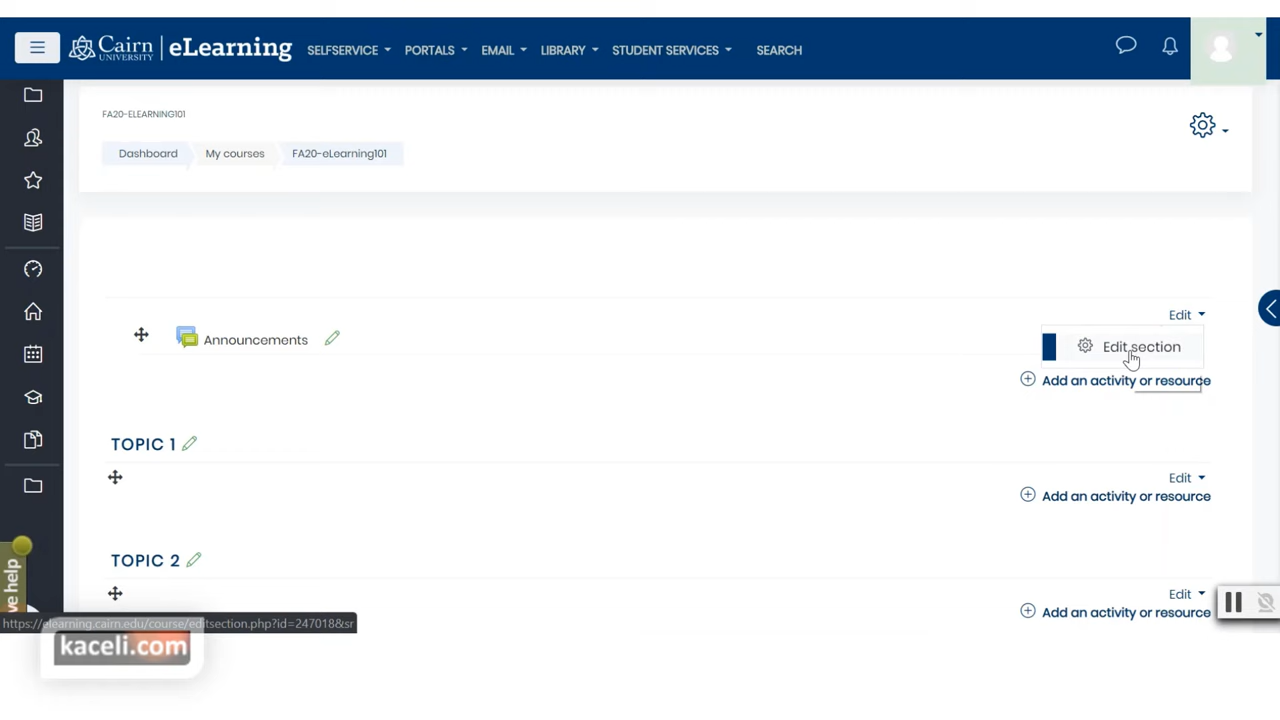 Cairn UNIVERSITY eLearning SELFSERVICE PORTALS EMAIL LIBRARY STUDENT SERVICES SEARCH
FA20-ELEARNING101
Dashboard My courses FA20-eLearning101
Edit
Announcements
Edit section
Add an activity or resource
TOPIC 1
Edit
Add an activity or resource
TOPIC 2
Edit
Add an activity or resource
help
https://elearning.cairn.edu/course/editsection.php?id=247018&sr
kaceli.com